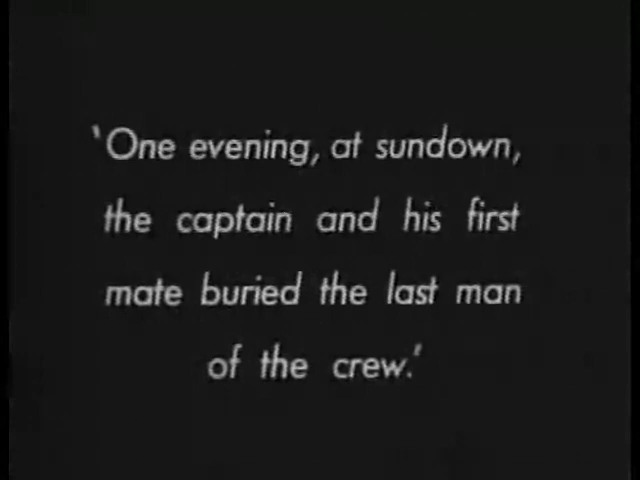 'One evening, at sundown,
the captain and his first
mate buried the last man
of the crew.'